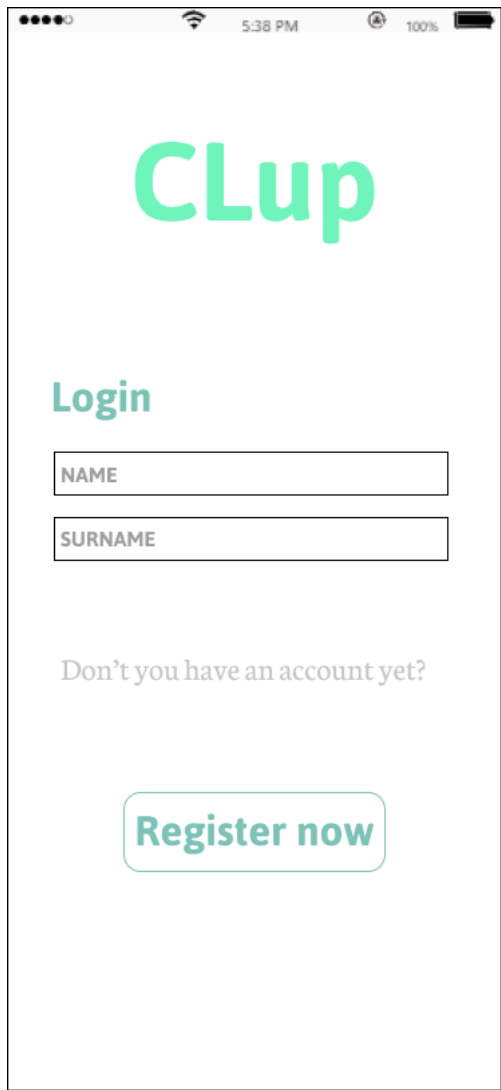 5:38 PM 100%
CLup
Login
NAME
SURNAME
Don’t you have an account yet?
Register now